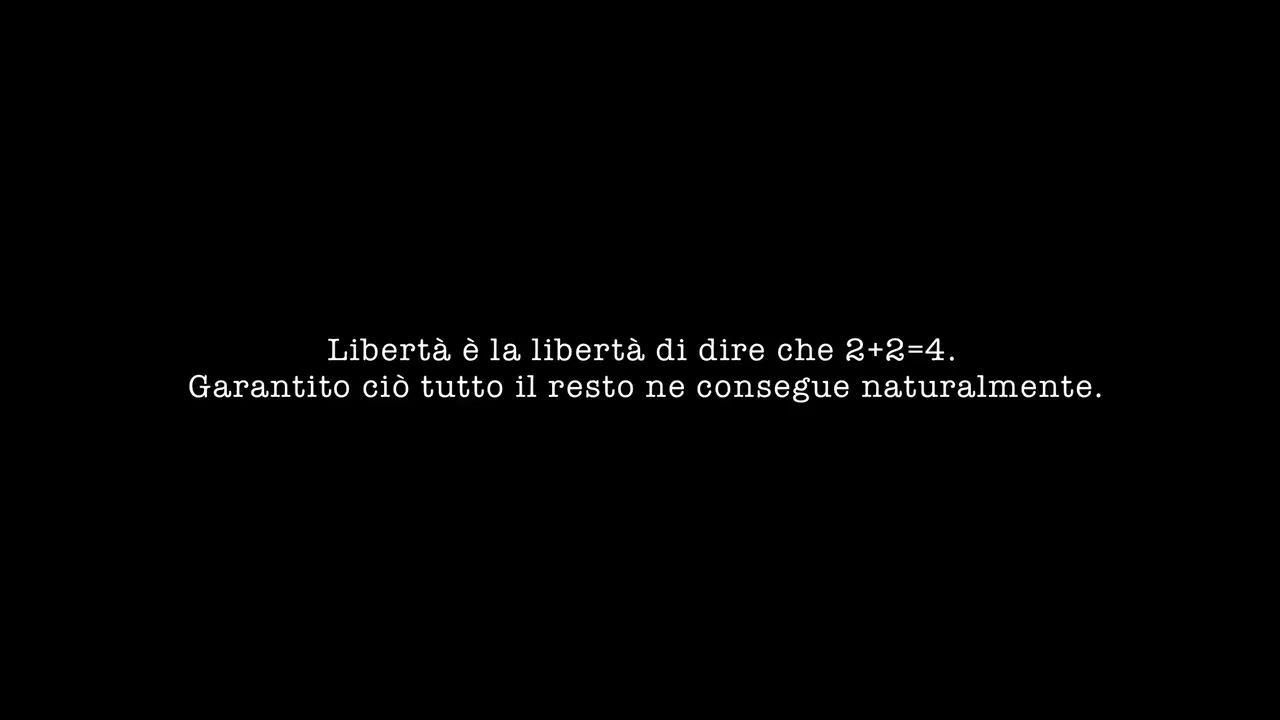 Libertà è la libertà di dire che 2+2=4.
Garantito ciò tutto il resto ne consegue naturalmente.